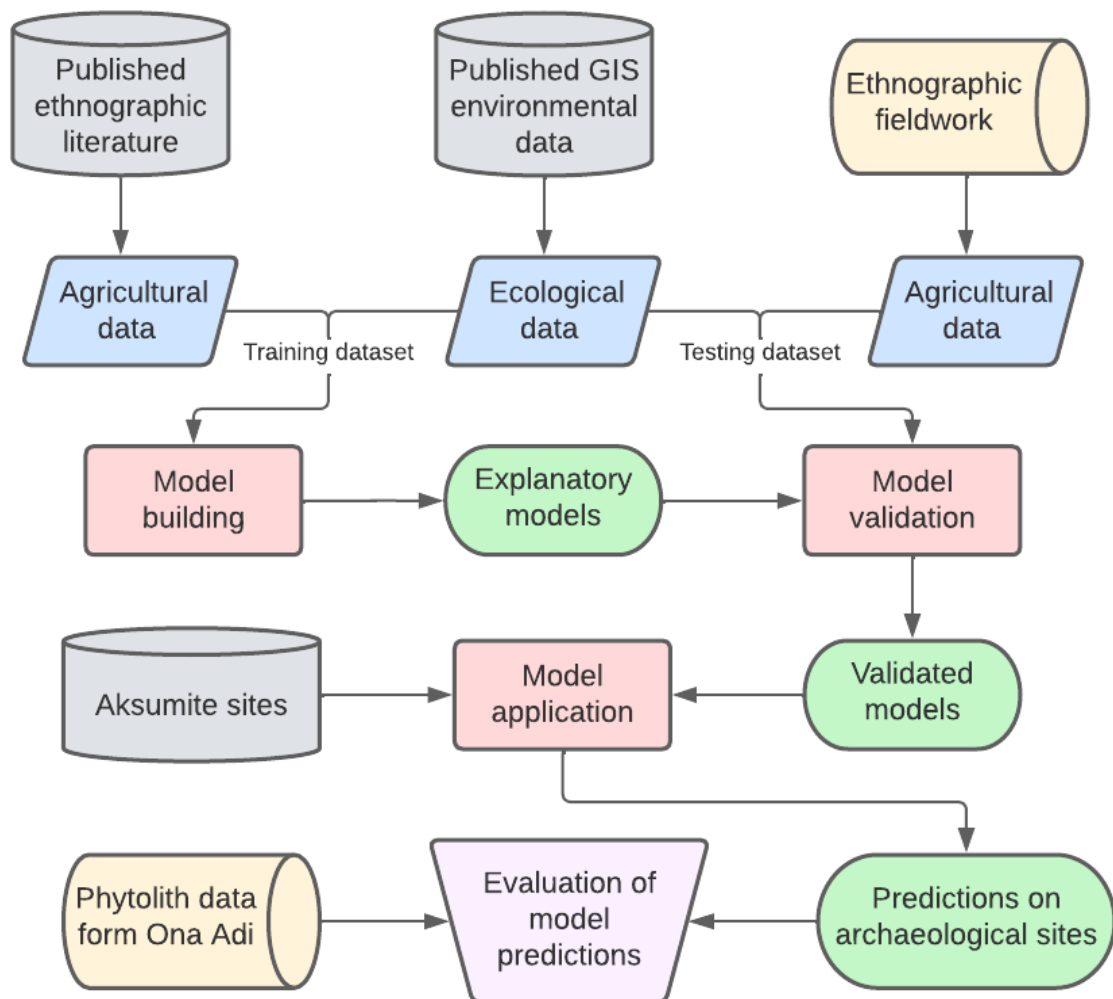 Published
ethnographic
literature
Published GIS
environmental
data
Ethnographic
fieldwork
Agricultural
data
Ecological
data
Agricultural
data
Training dataset
Testing dataset
Model
building
Explanatory
models
Model
validation
Aksumite sites
Model
application
Validated
models
Phytolith data
form Ona Adi
Evaluation of
model
predictions
Predictions on
archaeological sites